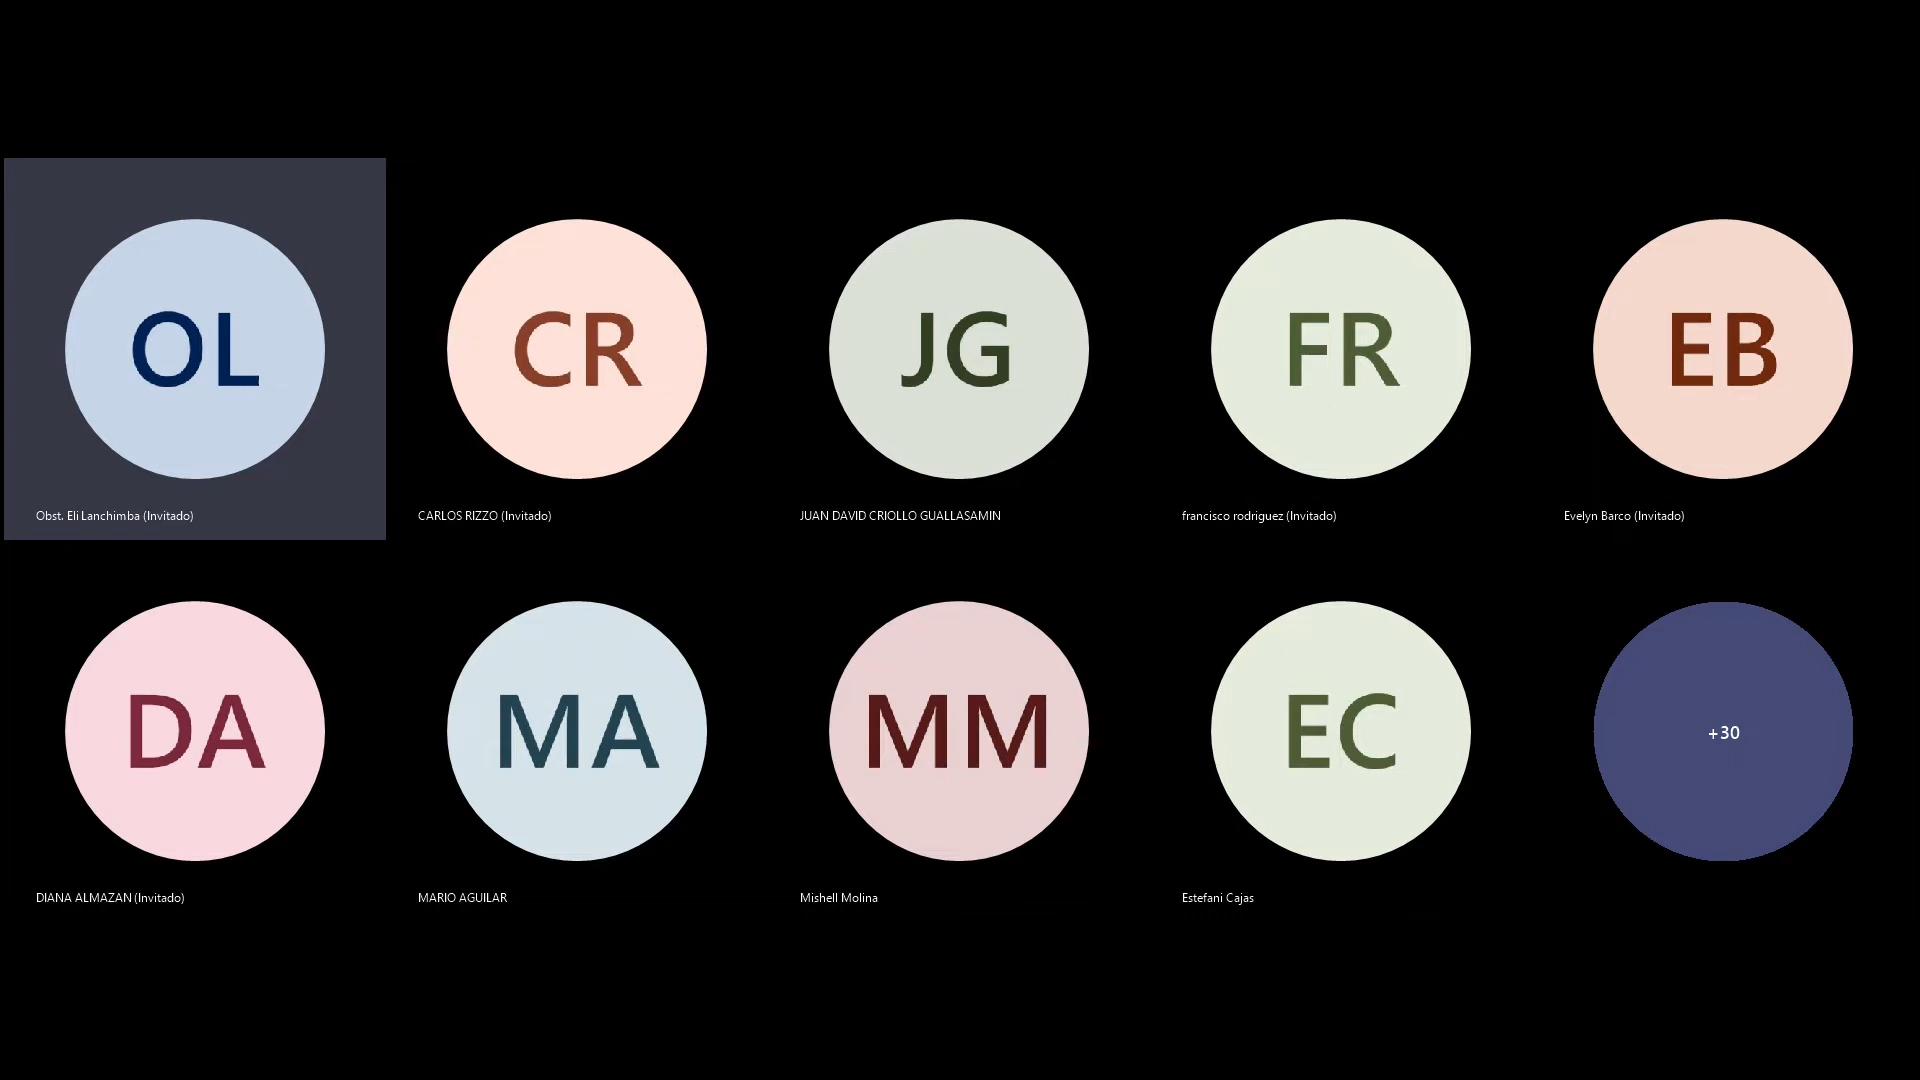 OL
CR
JG
FR
EB
Obst. Eli Lanchimba (Invitado)
CARLOS RIZZO (Invitado)
JUAN DAVID CRIOLLO GUALLASAMIN
francisco rodriguez (Invitado)
Evelyn Barco (Invitado)
DA
MA
MM
EC
+30
DIANA ALMAZAN (Invitado)
MARIO AGUILAR
Mishell Molina
Estefani Cajas